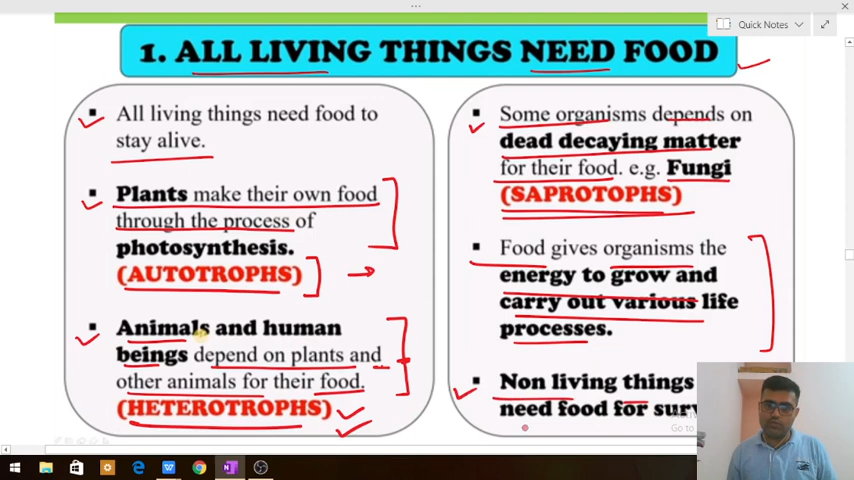 Quick Notes
1. ALL LIVING THINGS NEED FOOD
▪ All living things need food to
stay alive.
▪ Plants make their own food
through the process of
photosynthesis.
(AUTOTROPHS)
▪ Animals and human
beings depend on plants and
other animals for their food.
(HETEROTROPHS)
▪ Some organisms depends on
dead decaying matter
for their food. e.g. Fungi
(SAPROTOPHS)
▪ Food gives organisms the
energy to grow and
carry out various life
processes.
▪ Non living things
need food for
Go to